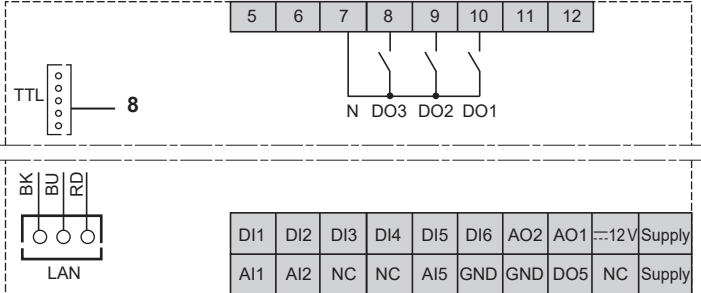 5 6 7 8 9 10 11 12
TTL 8
N DO3 DO2 DO1
BK BU RD
LAN
DI1 DI2 DI3 DI4 DI5 DI6 AO2 AO1 ⎓12V Supply
AI1 AI2 NC NC AI5 GND GND DO5 NC Supply